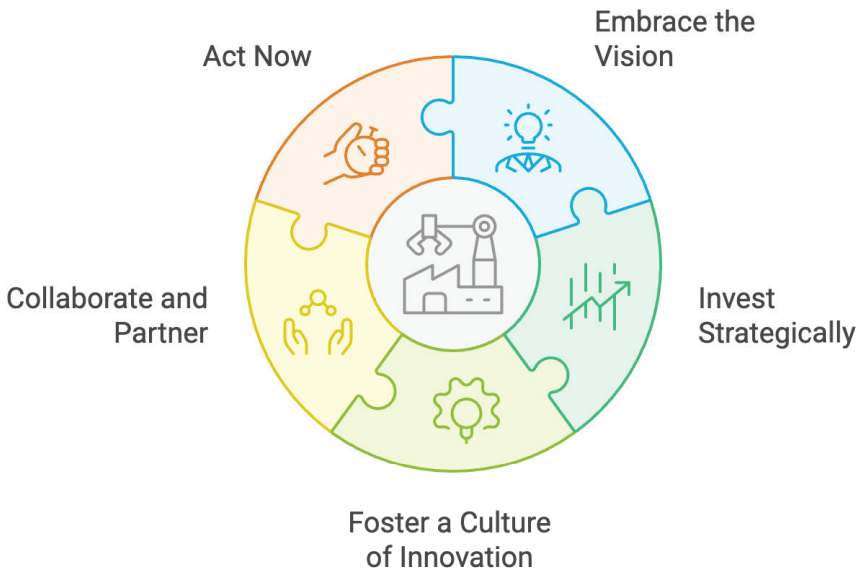 Act Now
Embrace the
Vision
Collaborate and
Partner
Invest
Strategically
Foster a Culture
of Innovation